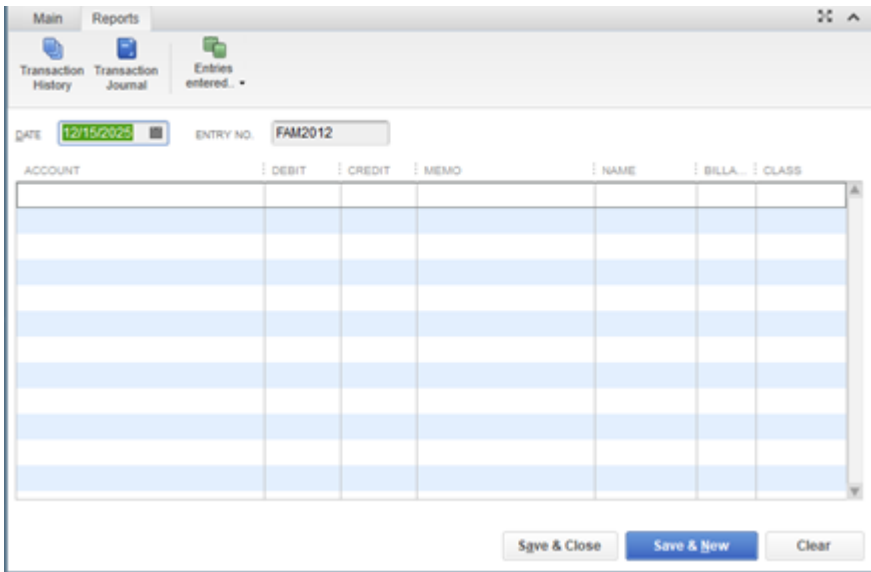 Main Reports
Transaction History
Transaction Journal
Entries entered.. 
DATE 12/15/2025 ENTRY NO. FAM2012
ACCOUNT DEBIT CREDIT MEMO NAME BILLA... CLASS
Save & Close Save & New Clear